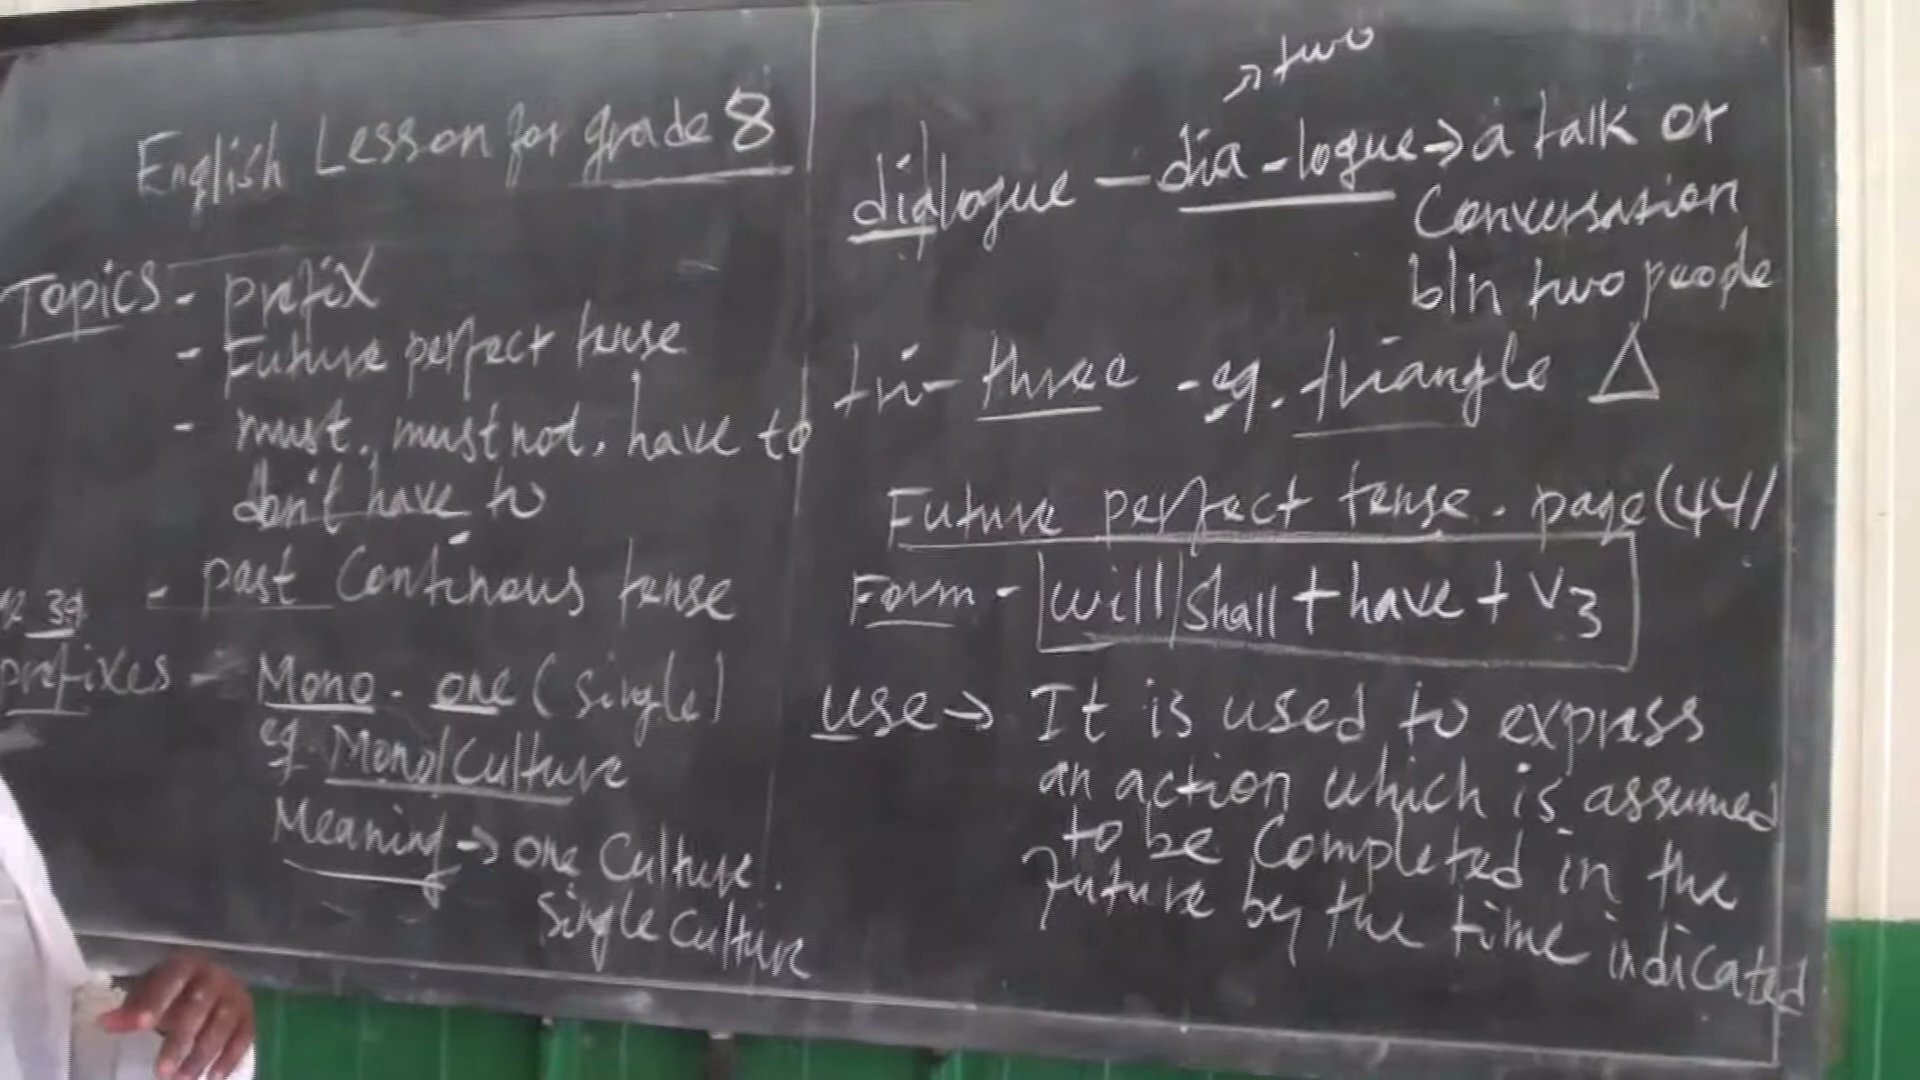 English Lesson for grade 8
Topics - prefix
- Future perfect tense
- must, must not, have to
don't have to
- past Continous tense
39
prefixes - Mono - one (single)
eg. Mono/Culture
Meaning → one Culture.
Single Culture
→ two
dialogue - dia - logue → a talk or
Conversation
b/n two people
tri - three - eg. triangle △
Future perfect tense. page (44)
Form - will/shall + have + V3
use → It is used to express
an action which is assumed
to be Completed in the
future by the time indicated